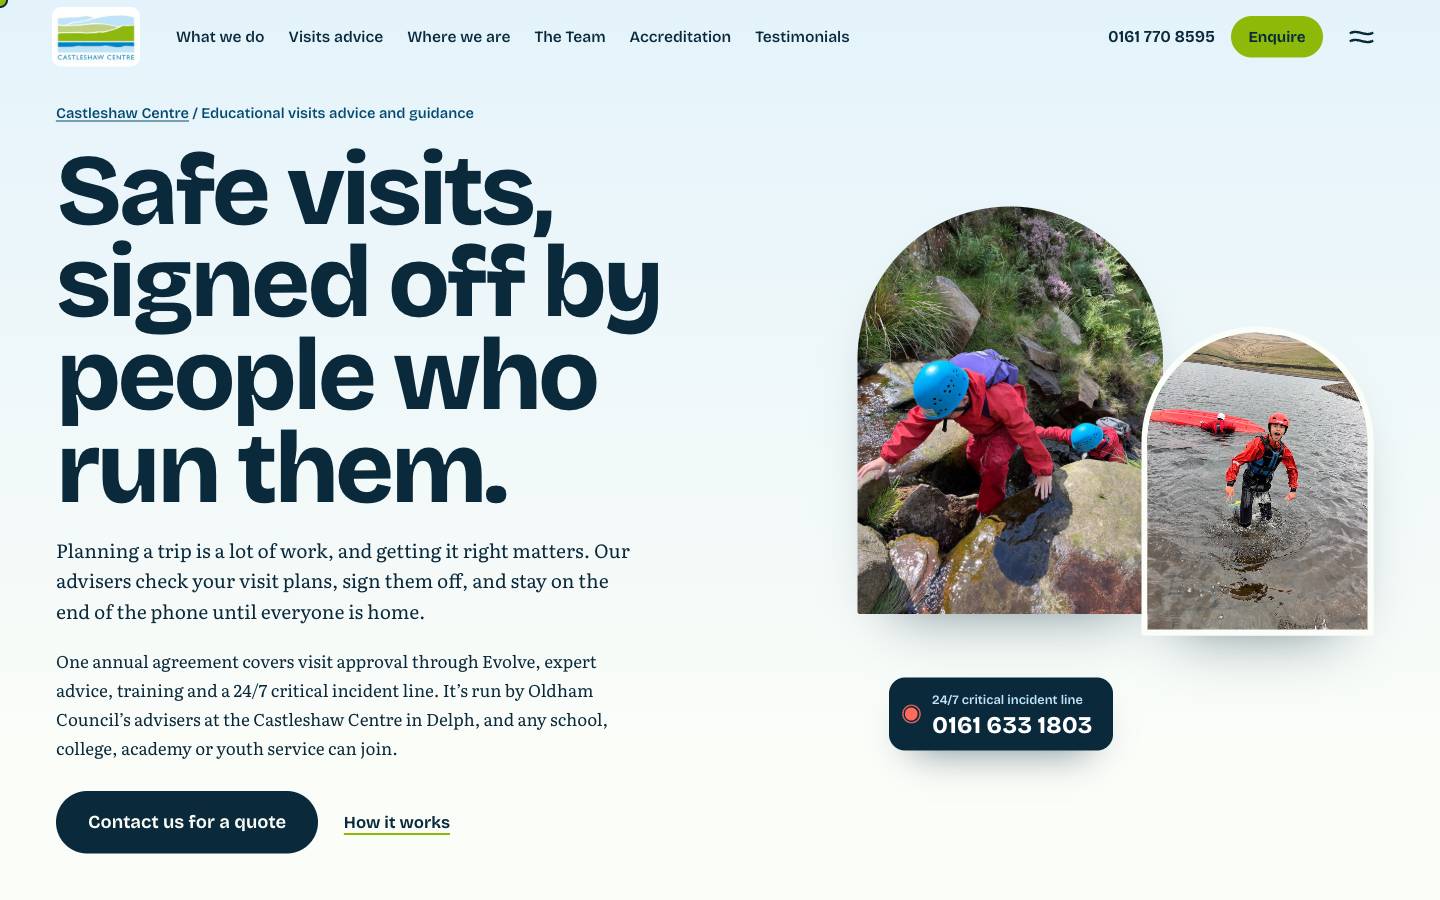 CASTLESHAW CENTRE
What we do
Visits advice
Where we are
The Team
Accreditation
Testimonials
0161 770 8595
Enquire
Castleshaw Centre / Educational visits advice and guidance
Safe visits,
signed off by
people who
run them.
Planning a trip is a lot of work, and getting it right matters. Our
advisers check your visit plans, sign them off, and stay on the
end of the phone until everyone is home.
One annual agreement covers visit approval through Evolve, expert
advice, training and a 24/7 critical incident line. It’s run by Oldham
Council’s advisers at the Castleshaw Centre in Delph, and any school,
college, academy or youth service can join.
Contact us for a quote
How it works
24/7 critical incident line
0161 633 1803